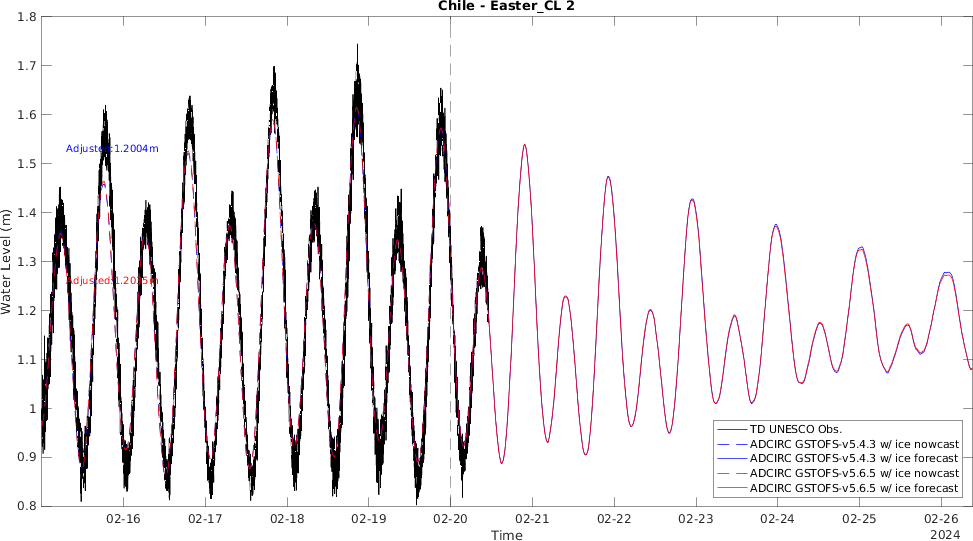 Chile - Easter_CL 2
1.8
1.7
1.6
1.5
1.4
1.3
1.2
1.1
1
0.9
0.8
Water Level (m)
Adjusted:1.2004m
02-16
02-17
02-18
02-19
02-20
02-21
02-22
02-23
02-24
02-25
02-26
2024
Time
TD UNESCO Obs.
ADCIRC GSTOFS-v5.4.3 w/ ice nowcast
ADCIRC GSTOFS-v5.4.3 w/ ice forecast
ADCIRC GSTOFS-v5.6.5 w/ ice nowcast
ADCIRC GSTOFS-v5.6.5 w/ ice forecast